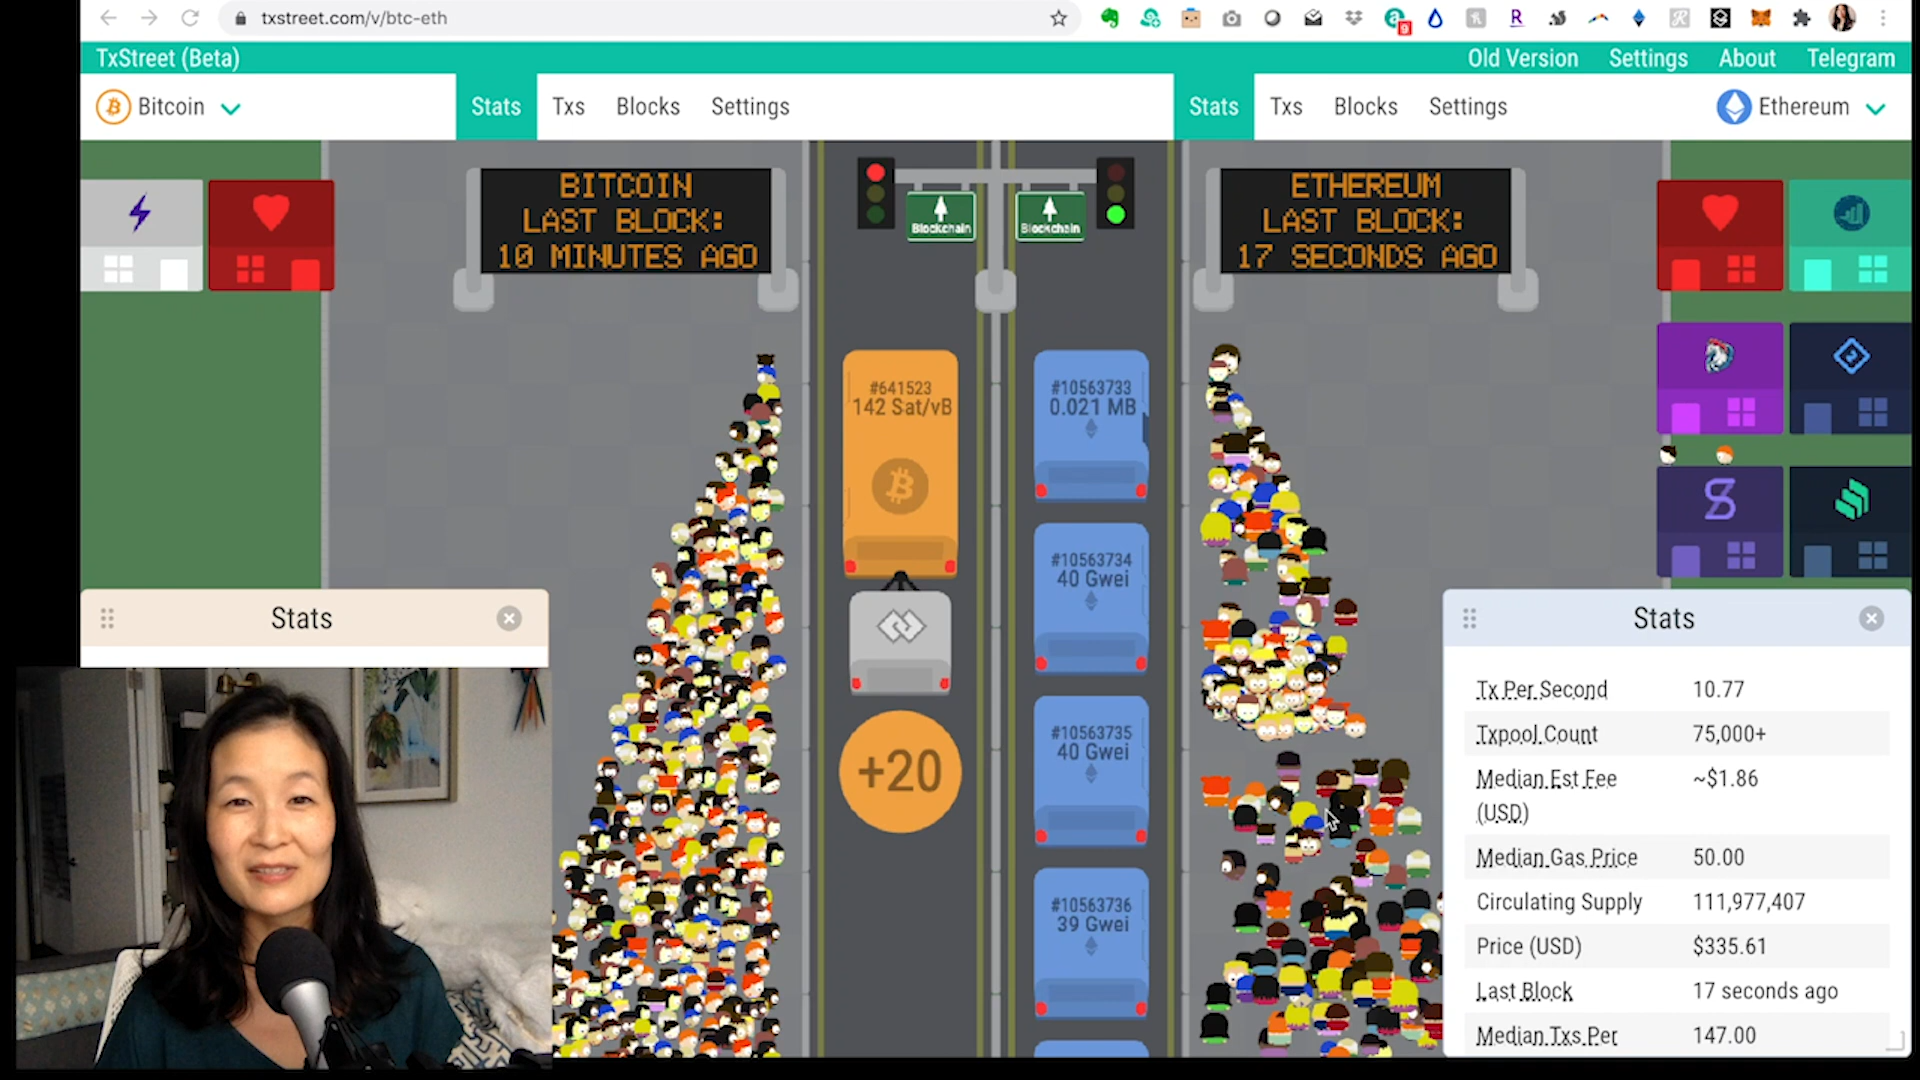 txstreet.com/v/btc-eth
9
TxStreet (Beta)
Old Version
Settings
About
Telegram
Bitcoin
Stats
Txs
Blocks
Settings
Stats
Txs
Blocks
Settings
Ethereum
BITCOIN
LAST BLOCK:
10 MINUTES AGO
Blockchain
Blockchain
ETHEREUM
LAST BLOCK:
17 SECONDS AGO
#641523
142 Sat/vB
+20
#10563733
0.021 MB
#10563734
40 Gwei
#10563735
40 Gwei
#10563736
39 Gwei
Stats
Stats
Tx Per Second 10.77
Txpool Count 75,000+
Median Est Fee ~$1.86
(USD)
Median Gas Price 50.00
Circulating Supply 111,977,407
Price (USD) $335.61
Last Block 17 seconds ago
Median Txs Per 147.00